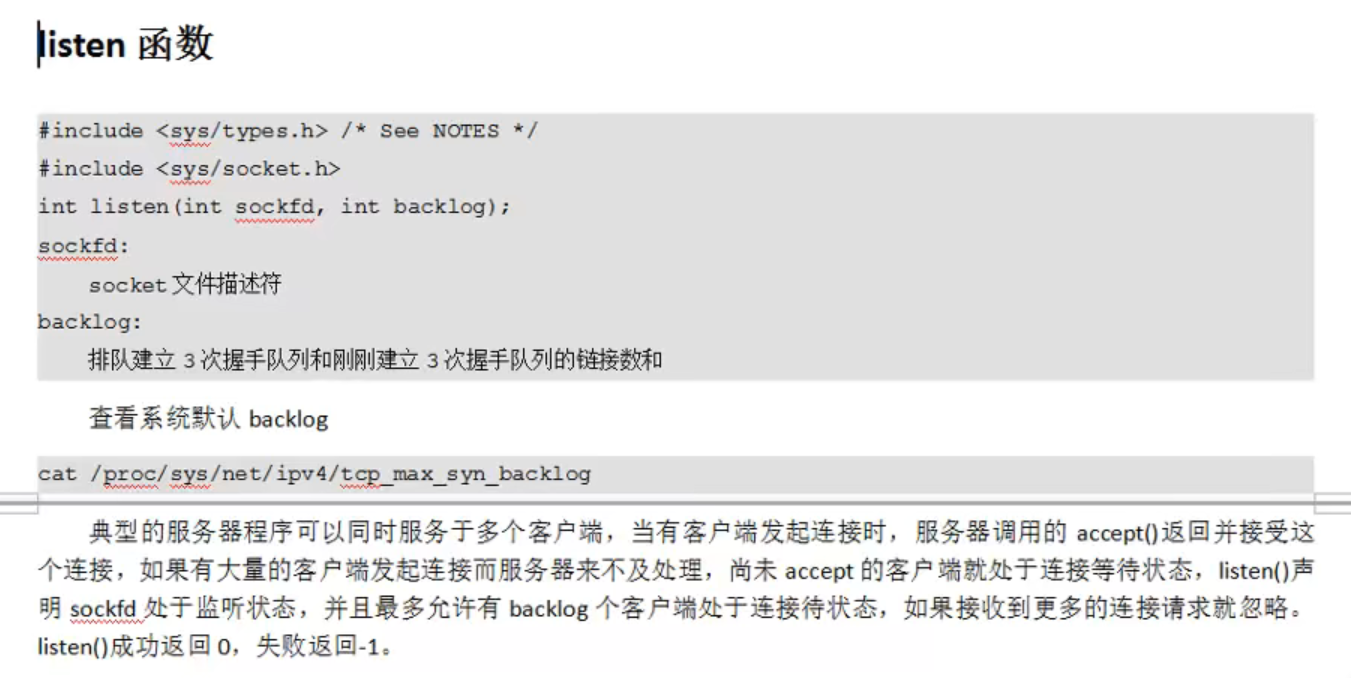 listen 函数
#include <sys/types.h> /* See NOTES */
#include <sys/socket.h>
int listen(int sockfd, int backlog);
sockfd:
socket 文件描述符
backlog:
排队建立 3 次握手队列和刚刚建立 3 次握手队列的链接数和
查看系统默认 backlog
cat /proc/sys/net/ipv4/tcp_max_syn_backlog
典型的服务器程序可以同时服务于多个客户端，当有客户端发起连接时，服务器调用的 accept()返回并接受这
个连接，如果有大量的客户端发起连接而服务器来不及处理，尚未 accept 的客户端就处于连接等待状态，listen()声
明 sockfd 处于监听状态，并且最多允许有 backlog 个客户端处于连接待状态，如果接收到更多的连接请求就忽略。
listen()成功返回 0，失败返回-1。